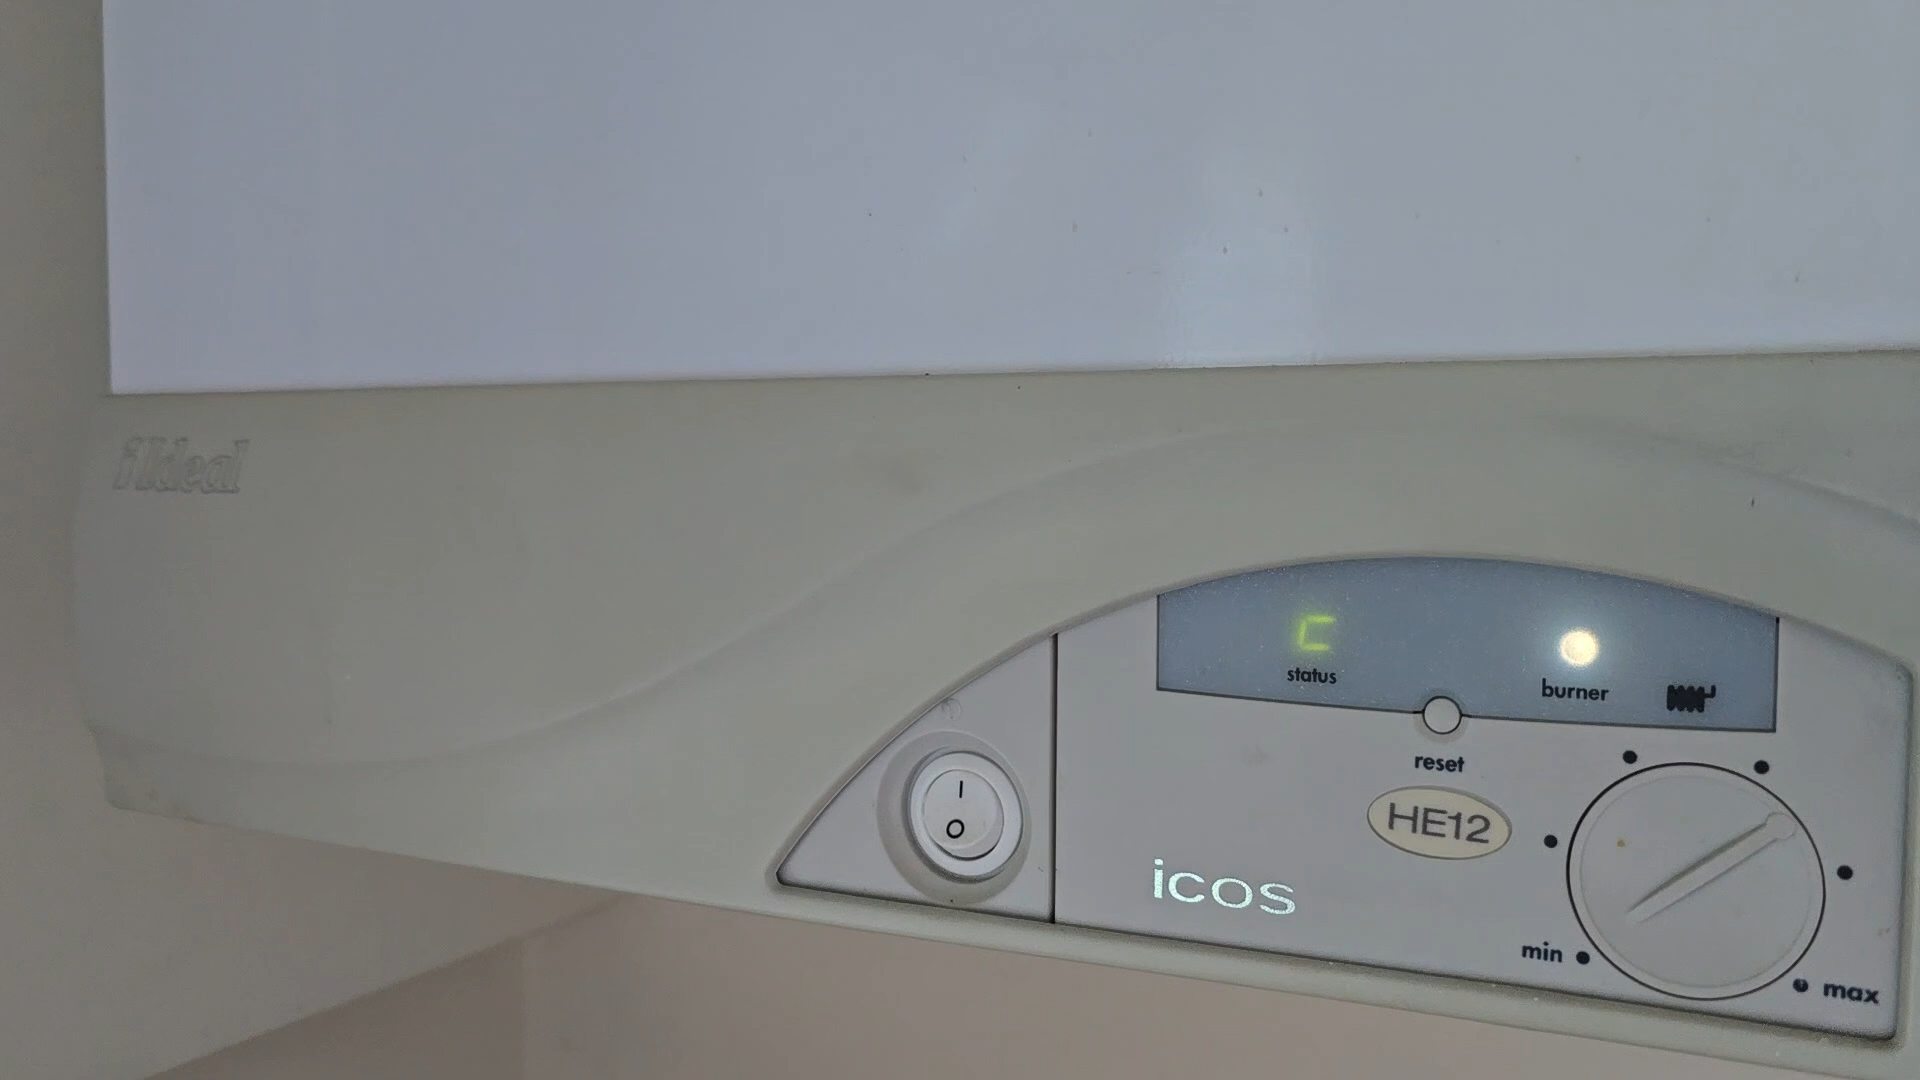 Ideal
C
status
burner
reset
I
O
HE12
icos
min
max